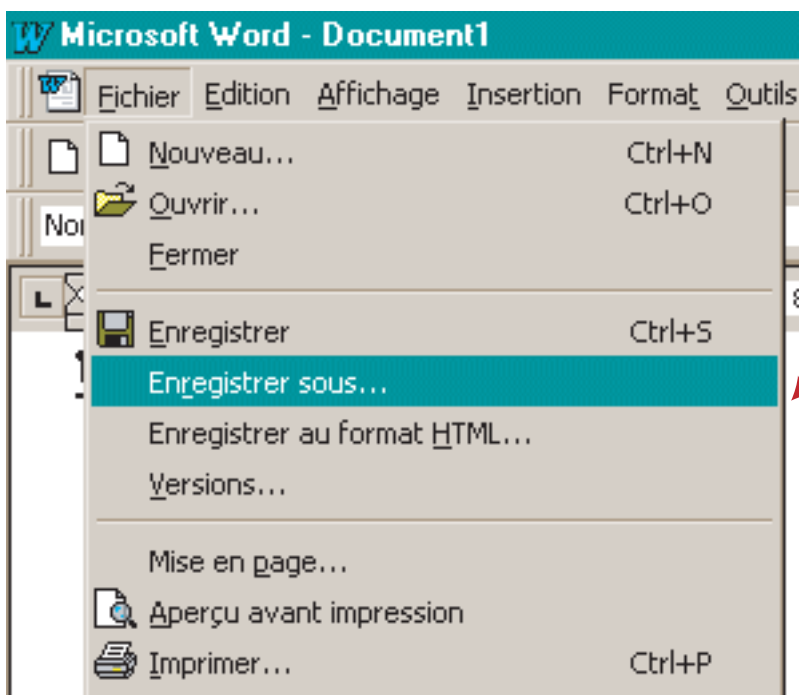 Microsoft Word - Document1
Fichier Edition Affichage Insertion Format Outils
Nouveau... Ctrl+N
Ouvrir... Ctrl+O
Fermer
Enregistrer Ctrl+S
Enregistrer sous...
Enregistrer au format HTML...
Versions...
Mise en page...
Aperçu avant impression
Imprimer... Ctrl+P